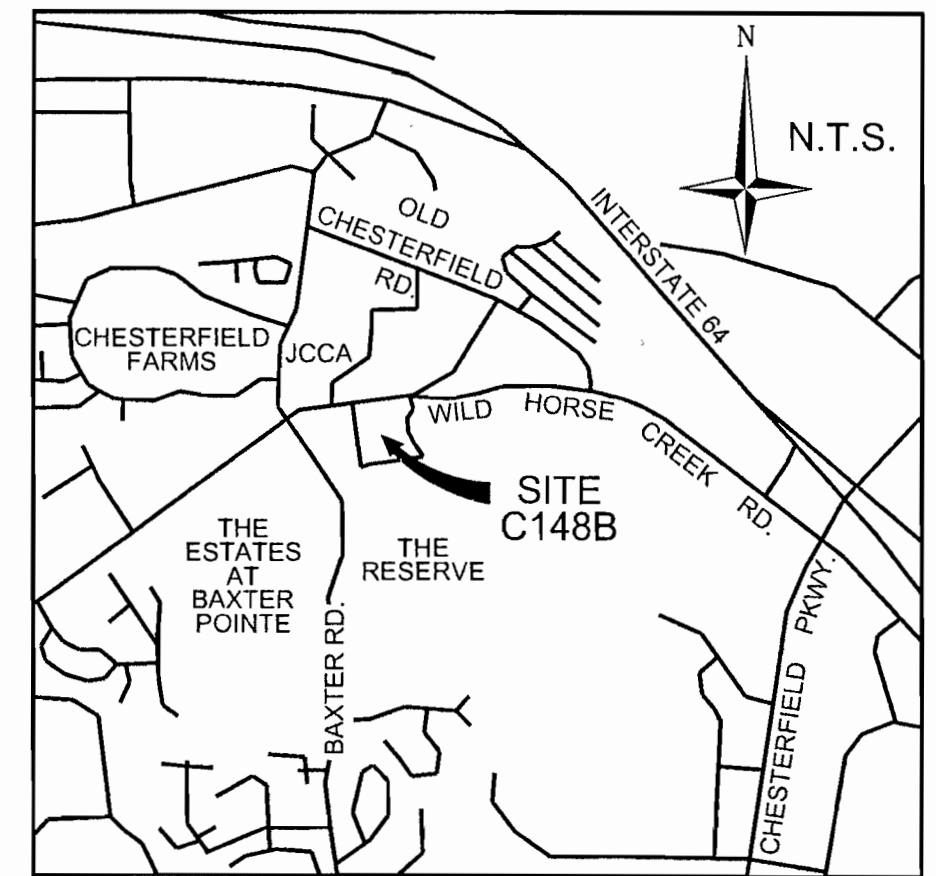 N
N.T.S.
INTERSTATE 64
OLD
CHESTERFIELD
RD.
CHESTERFIELD
FARMS
JCCA
WILD HORSE CREEK RD.
SITE
C148B
THE
ESTATES
AT
BAXTER
POINTE
THE
RESERVE
BAXTER RD.
CHESTERFIELD PKWY.